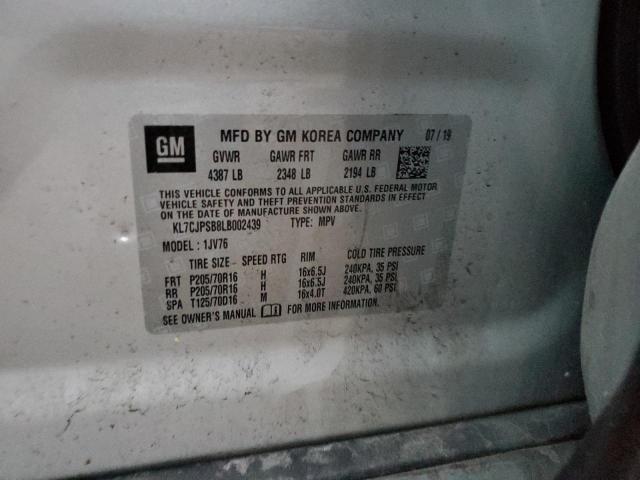 GM MFD BY GM KOREA COMPANY 07/19
GVWR GAWR FRT GAWR RR
4387 LB 2348 LB 2194 LB
THIS VEHICLE CONFORMS TO ALL APPLICABLE U.S. FEDERAL MOTOR
VEHICLE SAFETY AND THEFT PREVENTION STANDARDS IN EFFECT
ON THE DATE OF MANUFACTURE SHOWN ABOVE.
KL7CJPSB8LB002439 TYPE: MPV
MODEL: 1JV76
TIRE SIZE- SPEED RTG RIM COLD TIRE PRESSURE
FRT P205/70R16 H 16x6.5J 240KPA, 35 PSI
RR P205/70R16 H 16x6.5J 240KPA, 35 PSI
SPA T125/70D16 M 16x4.0T 420KPA, 60 PSI
SEE OWNER'S MANUAL FOR MORE INFORMATION.